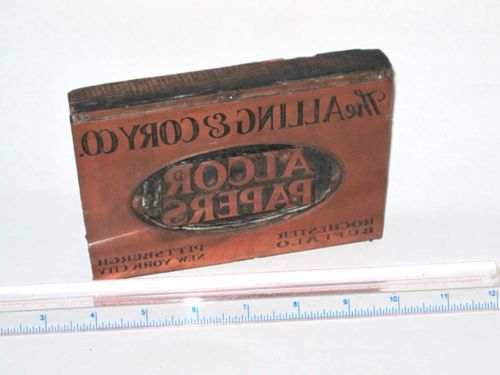 The ALLING & CORY CO.
ALCOR
PAPERS
ROCHESTER
BUFFALO
PITTSBURGH
NEW YORK CITY
3 4 5 6 7 8 9 10 11 12